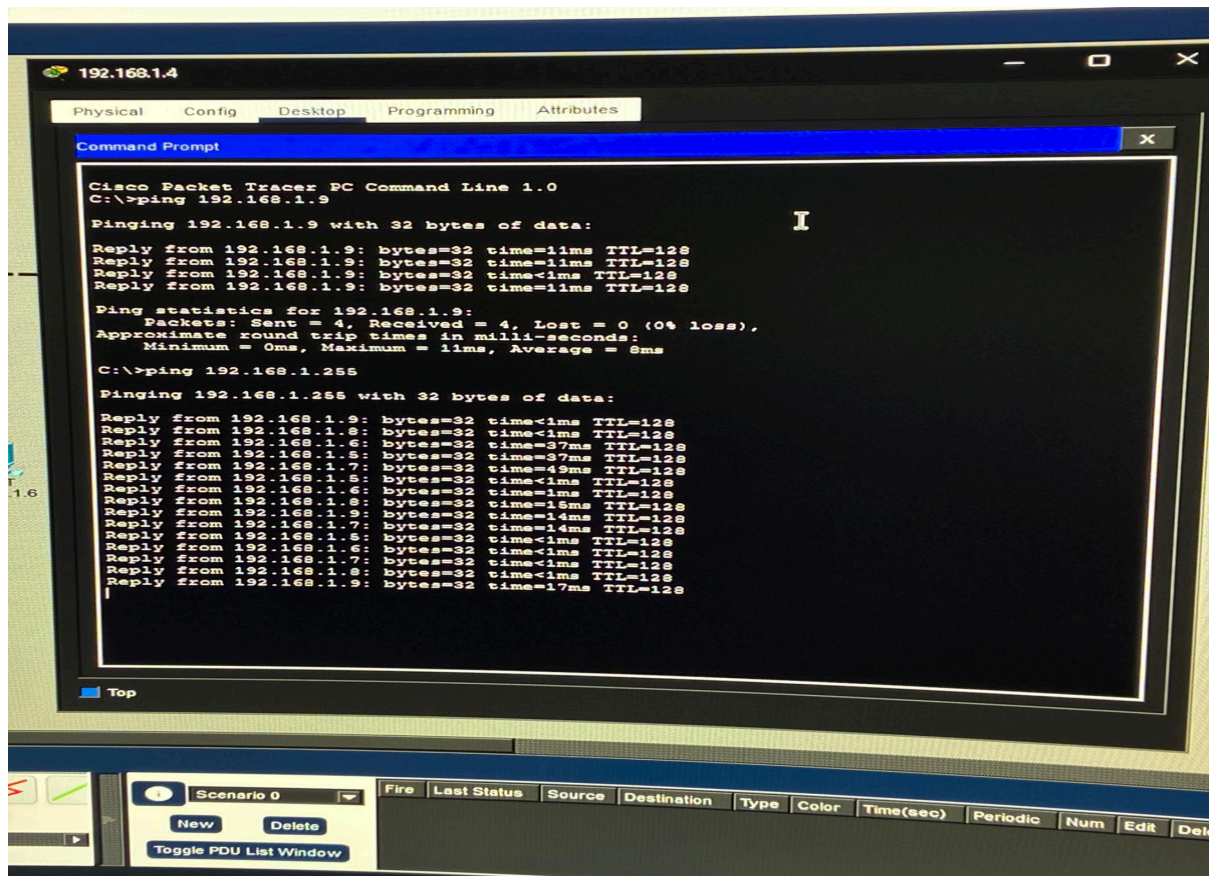 192.168.1.4
Physical Config Desktop Programming Attributes
Command Prompt
X
Cisco Packet Tracer PC Command Line 1.0
C:\>ping 192.168.1.9
Pinging 192.168.1.9 with 32 bytes of data:
Reply from 192.168.1.9: bytes=32 time=11ms TTL=128
Reply from 192.168.1.9: bytes=32 time=11ms TTL=128
Reply from 192.168.1.9: bytes=32 time<1ms TTL=128
Reply from 192.168.1.9: bytes=32 time=11ms TTL=128
Ping statistics for 192.168.1.9:
Packets: Sent = 4, Received = 4, Lost = 0 (0% loss),
Approximate round trip times in milli-seconds:
Minimum = 0ms, Maximum = 11ms, Average = 8ms
C:\>ping 192.168.1.255
Pinging 192.168.1.255 with 32 bytes of data:
Reply from 192.168.1.9: bytes=32 time<1ms TTL=128
Reply from 192.168.1.8: bytes=32 time<1ms TTL=128
Reply from 192.168.1.6: bytes=32 time=37ms TTL=128
Reply from 192.168.1.5: bytes=32 time=37ms TTL=128
Reply from 192.168.1.7: bytes=32 time=49ms TTL=128
Reply from 192.168.1.5: bytes=32 time<1ms TTL=128
Reply from 192.168.1.6: bytes=32 time=1ms TTL=128
Reply from 192.168.1.8: bytes=32 time=15ms TTL=128
Reply from 192.168.1.9: bytes=32 time=14ms TTL=128
Reply from 192.168.1.7: bytes=32 time=14ms TTL=128
Reply from 192.168.1.5: bytes=32 time<1ms TTL=128
Reply from 192.168.1.6: bytes=32 time<1ms TTL=128
Reply from 192.168.1.7: bytes=32 time<1ms TTL=128
Reply from 192.168.1.8: bytes=32 time<1ms TTL=128
Reply from 192.168.1.9: bytes=32 time=17ms TTL=128
.1.6
Top
Scenario 0
New Delete
Toggle PDU List Window
Fire Last Status Source Destination Type Color Time(sec) Periodic Num Edit Del